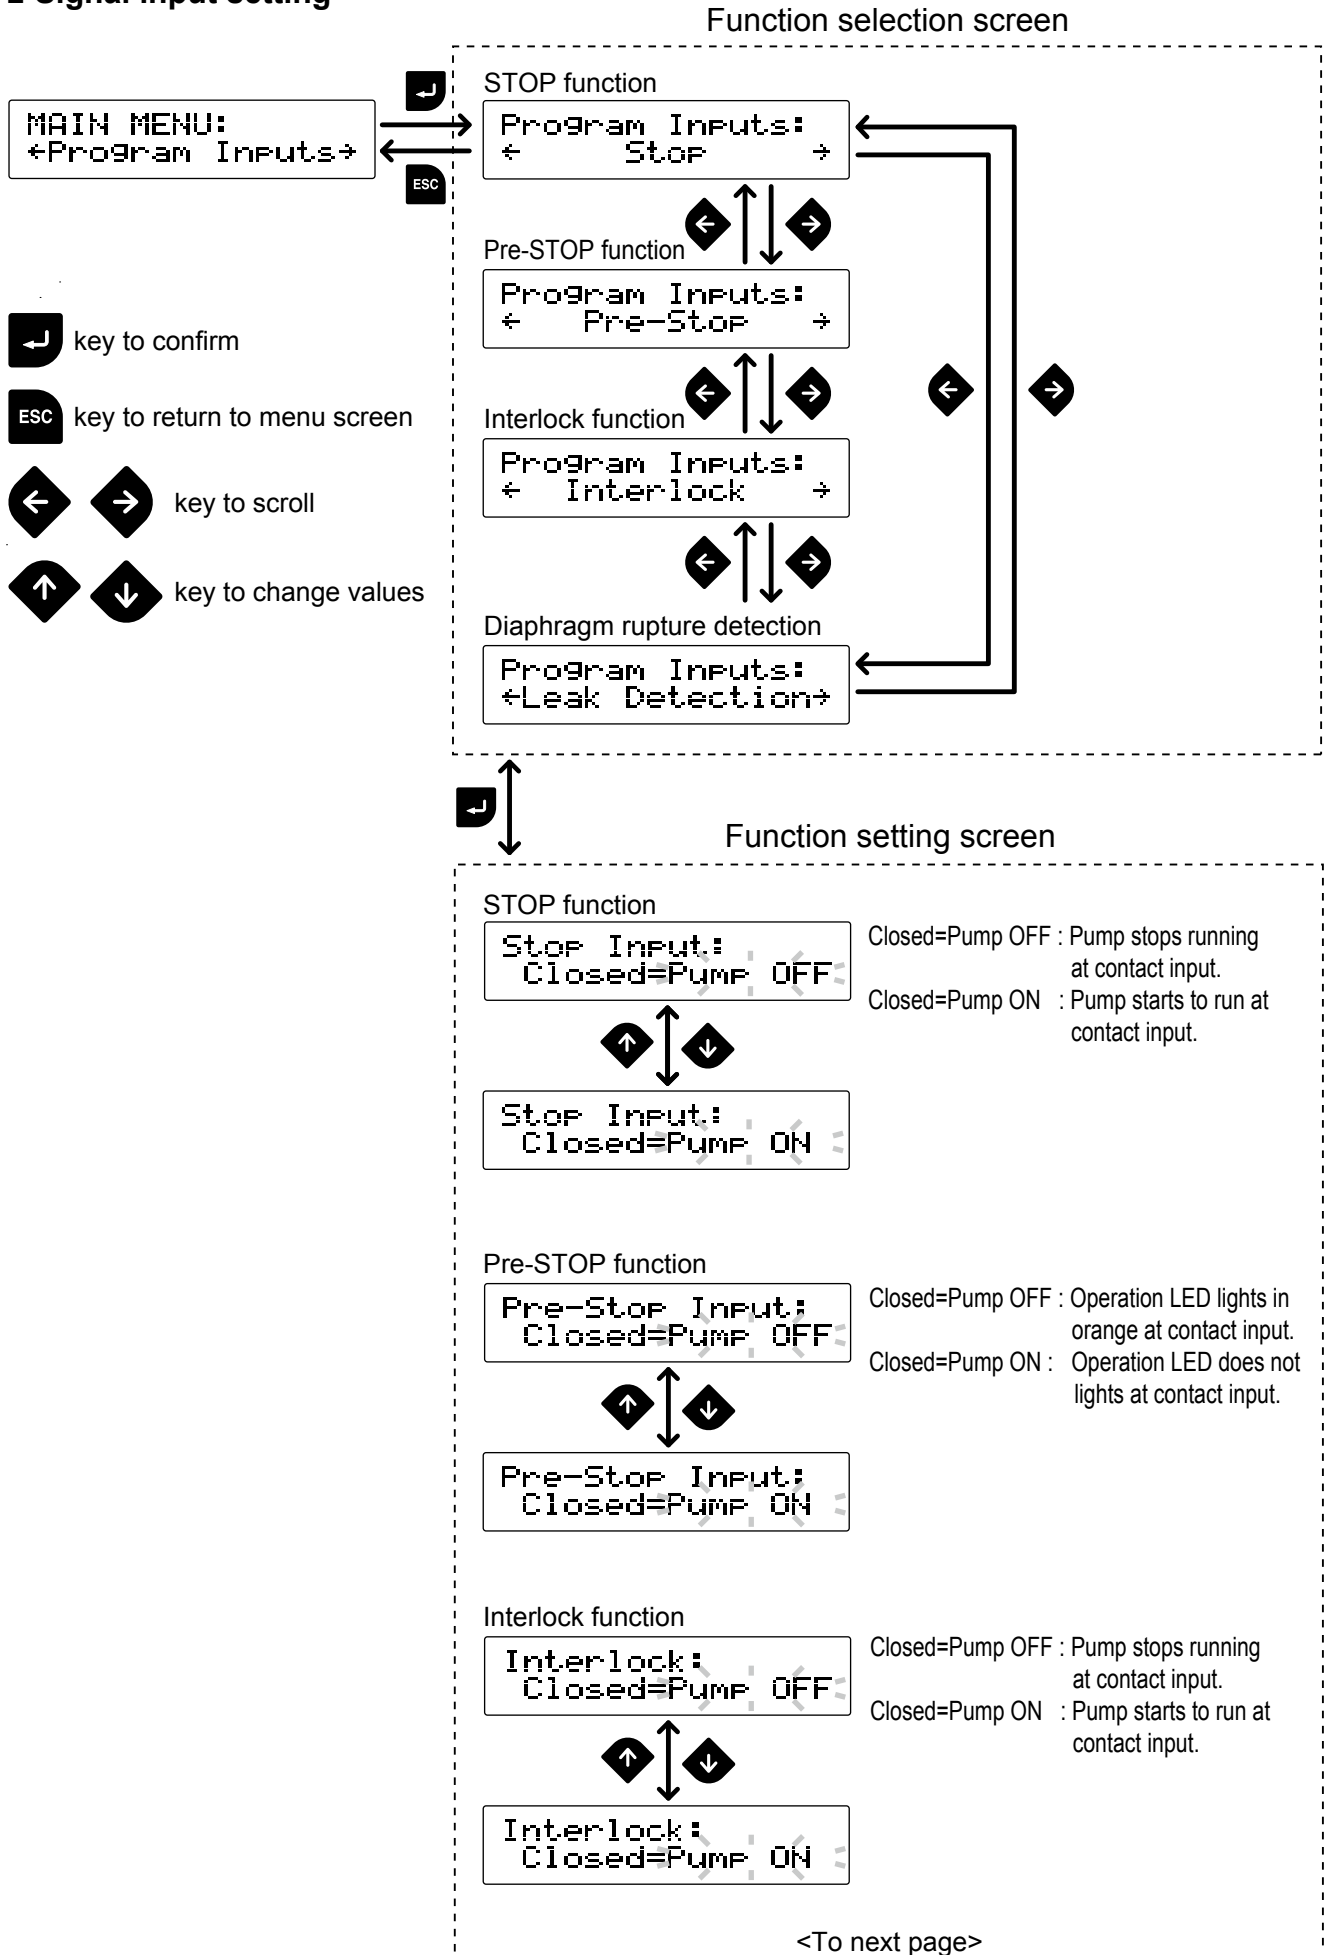 Signal input setting
Function selection screen
STOP function
MAIN MENU:
←Program Inputs→
Program Inputs:
← Stop →
ESC
Pre-STOP function
Program Inputs:
← Pre-Stop →
key to confirm
ESC key to return to menu screen
Interlock function
Program Inputs:
← Interlock →
key to scroll
key to change values
Diaphragm rupture detection
Program Inputs:
←Leak Detection→
Function setting screen
STOP function
Stop Input:
Closed=Pump OFF
Closed=Pump OFF : Pump stops running
at contact input.
Closed=Pump ON : Pump starts to run at
contact input.
Stop Input:
Closed=Pump ON
Pre-STOP function
Pre-Stop Input:
Closed=Pump OFF
Closed=Pump OFF : Operation LED lights in
orange at contact input.
Closed=Pump ON : Operation LED does not
lights at contact input.
Pre-Stop Input:
Closed=Pump ON
Interlock function
Interlock:
Closed=Pump OFF
Closed=Pump OFF : Pump stops running
at contact input.
Closed=Pump ON : Pump starts to run at
contact input.
Interlock:
Closed=Pump ON
<To next page>